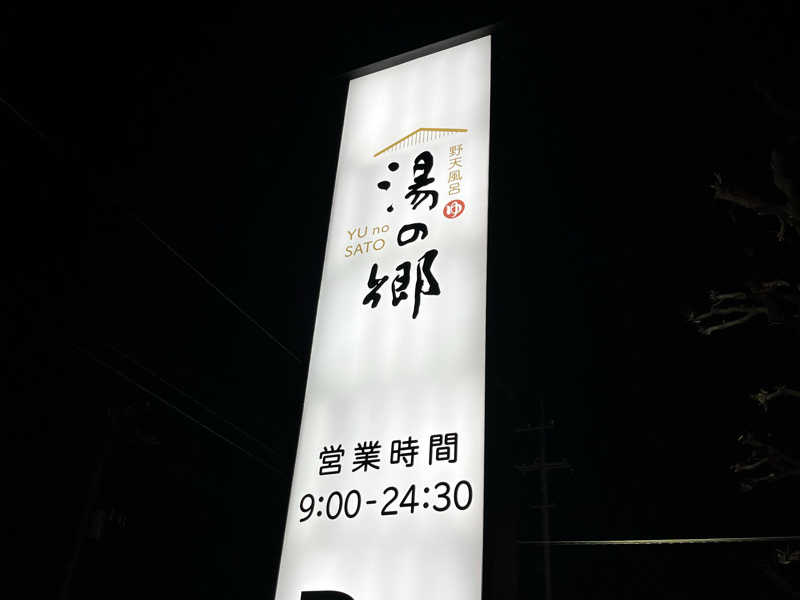 野天風呂
ゆ
湯の郷
YU no
SATO
営業時間
9:00-24:30